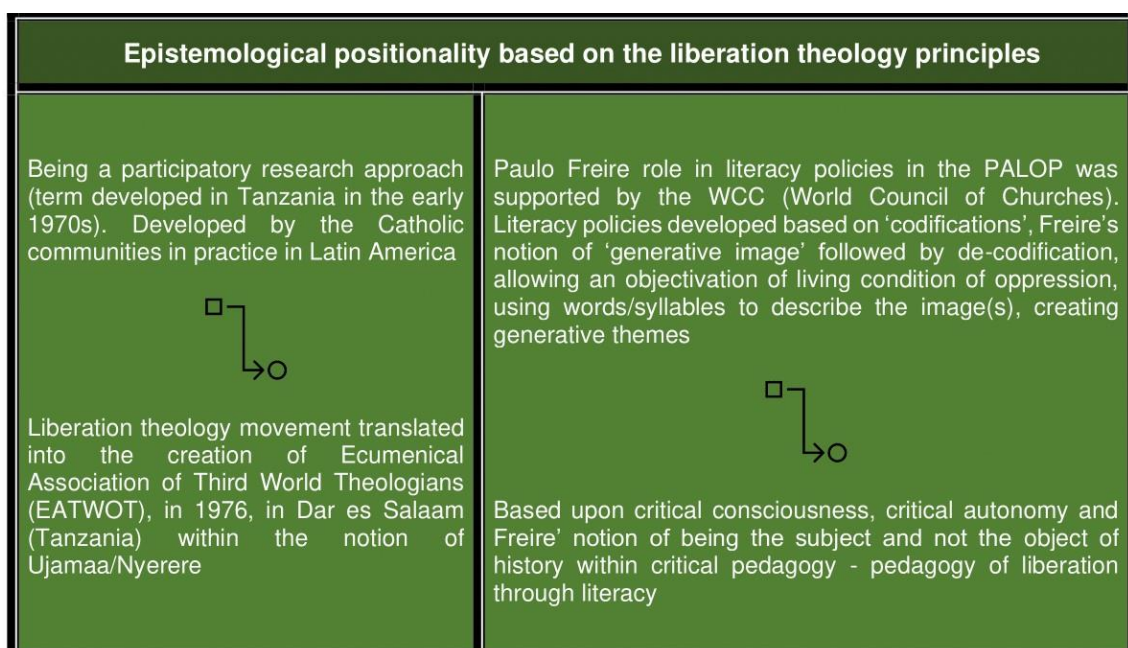 Epistemological positionality based on the liberation theology principles
Being a participatory research approach
(term developed in Tanzania in the early
1970s). Developed by the Catholic
communities in practice in Latin America
Liberation theology movement translated
into the creation of Ecumenical
Association of Third World Theologians
(EATWOT), in 1976, in Dar es Salaam
(Tanzania) within the notion of
Ujamaa/Nyerere
Paulo Freire role in literacy policies in the PALOP was
supported by the WCC (World Council of Churches).
Literacy policies developed based on ‘codifications’, Freire’s
notion of ‘generative image’ followed by de-codification,
allowing an objectivation of living condition of oppression,
using words/syllables to describe the image(s), creating
generative themes
Based upon critical consciousness, critical autonomy and
Freire’ notion of being the subject and not the object of
history within critical pedagogy - pedagogy of liberation
through literacy